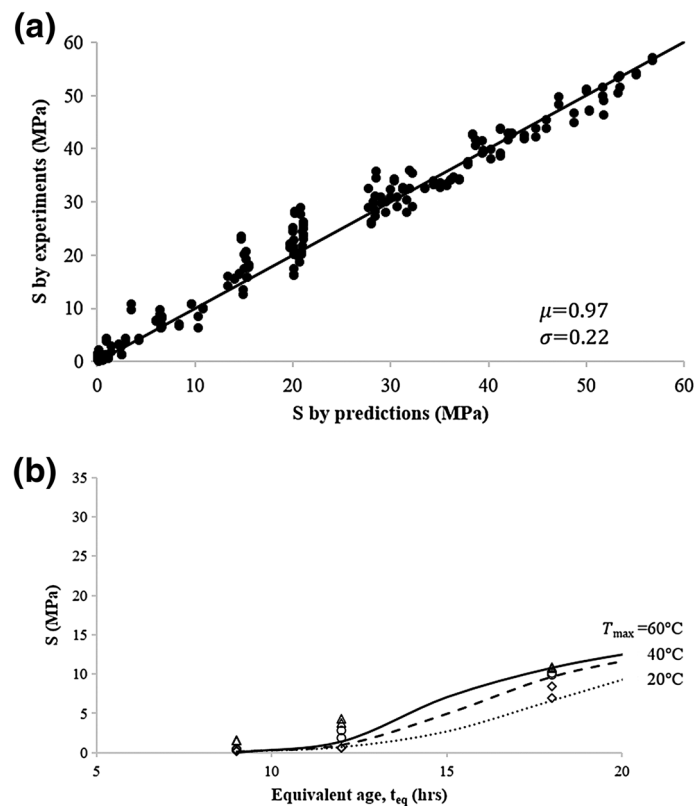 (a)
60
50
40
30
20
10
0
S by experiments (MPa)
0 10 20 30 40 50 60
S by predictions (MPa)
μ=0.97
σ=0.22
(b)
35
30
25
20
15
10
5
0
S (MPa)
5 10 15 20
Equivalent age, teq (hrs)
Tmax =60°C
40°C
20°C